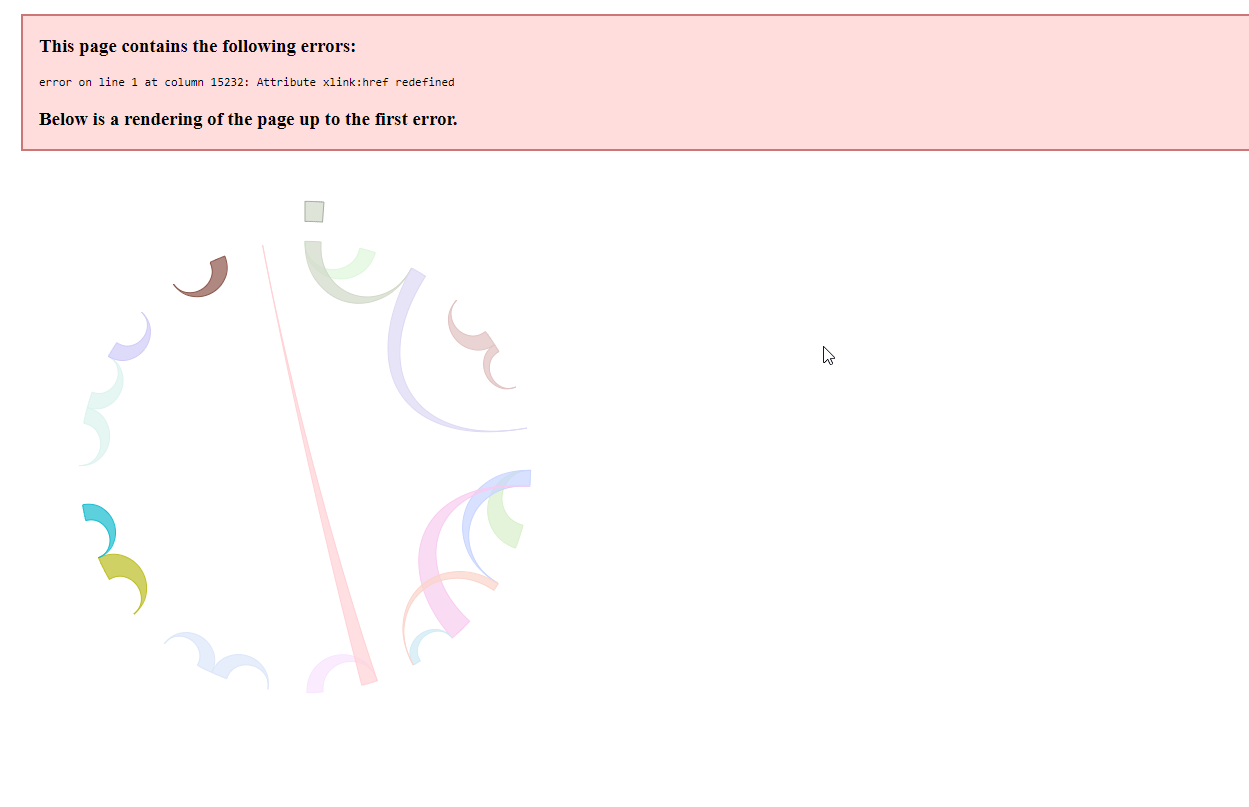 This page contains the following errors:
error on line 1 at column 15232: Attribute xlink:href redefined
Below is a rendering of the page up to the first error.